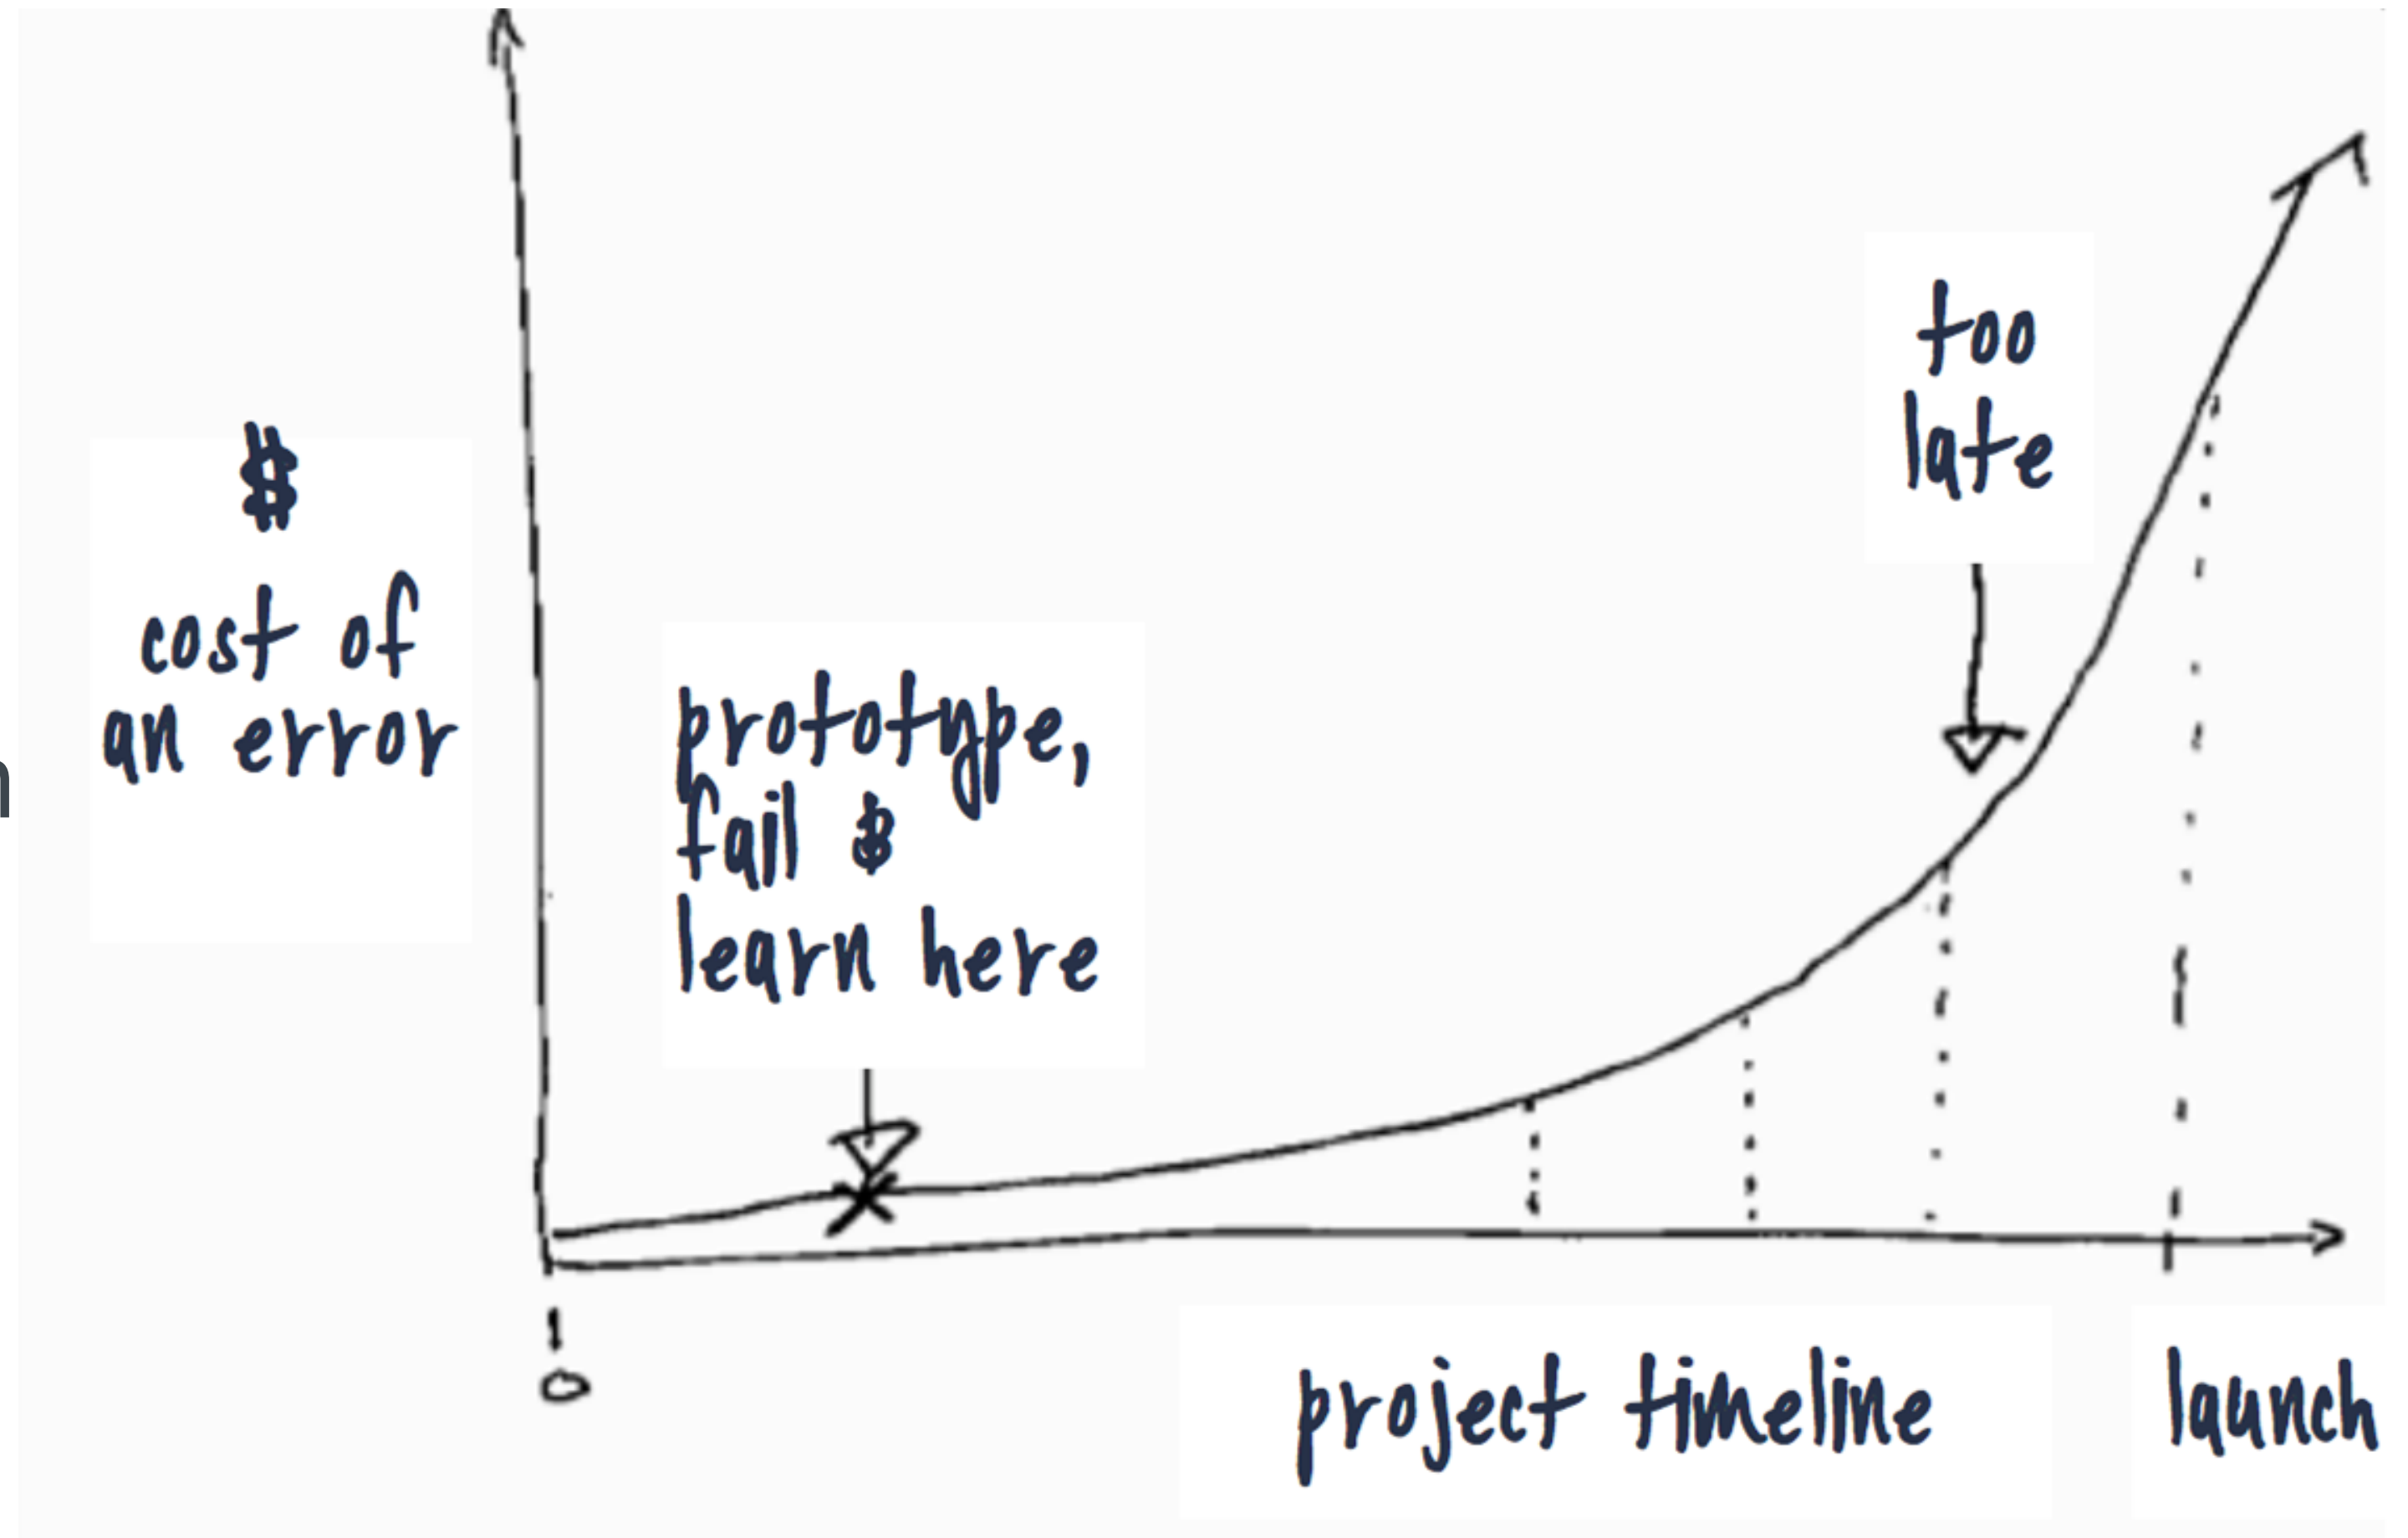 $
cost of
an error
prototype,
fail &
learn here
too
late
0
project timeline
launch